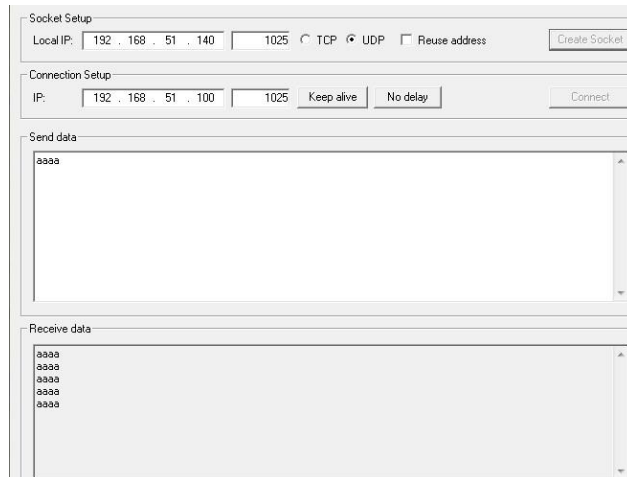 Socket Setup
Local IP: 192 . 168 . 51 . 140 1025 TCP UDP Reuse address Create Socket
Connection Setup
IP: 192 . 168 . 51 . 100 1025 Keep alive No delay Connect
Send data
aaaa
Receive data
aaaa
aaaa
aaaa
aaaa
aaaa